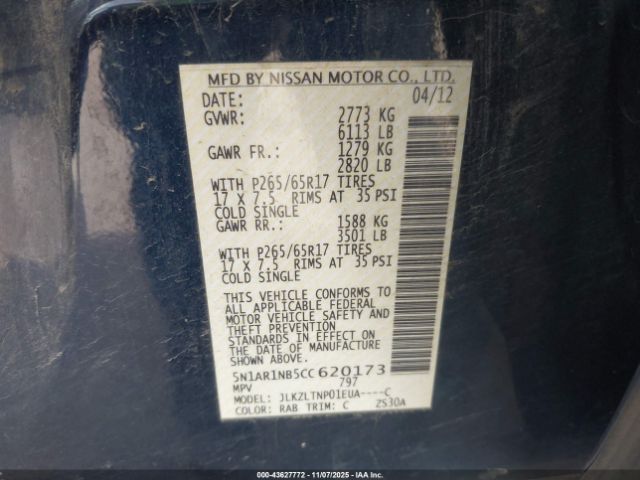 MFD BY NISSAN MOTOR CO., LTD.
DATE: 04/12
GVWR: 2773 KG
6113 LB
GAWR FR.: 1279 KG
2820 LB
WITH P265/65R17 TIRES
17 X 7.5 RIMS AT 35 PSI
COLD SINGLE
GAWR RR.: 1588 KG
3501 LB
WITH P265/65R17 TIRES
17 X 7.5 RIMS AT 35 PSI
COLD SINGLE
THIS VEHICLE CONFORMS TO
ALL APPLICABLE FEDERAL
MOTOR VEHICLE SAFETY AND
THEFT PREVENTION
STANDARDS IN EFFECT ON
THE DATE OF MANUFACTURE
SHOWN ABOVE.
5N1AR1NB5CC620173
MPV 797
MODEL: JLKZLTNP01EUA----C
COLOR: RAB TRIM: C ZS30A
000-43627772 - 11/07/2025 - IAAI.COM